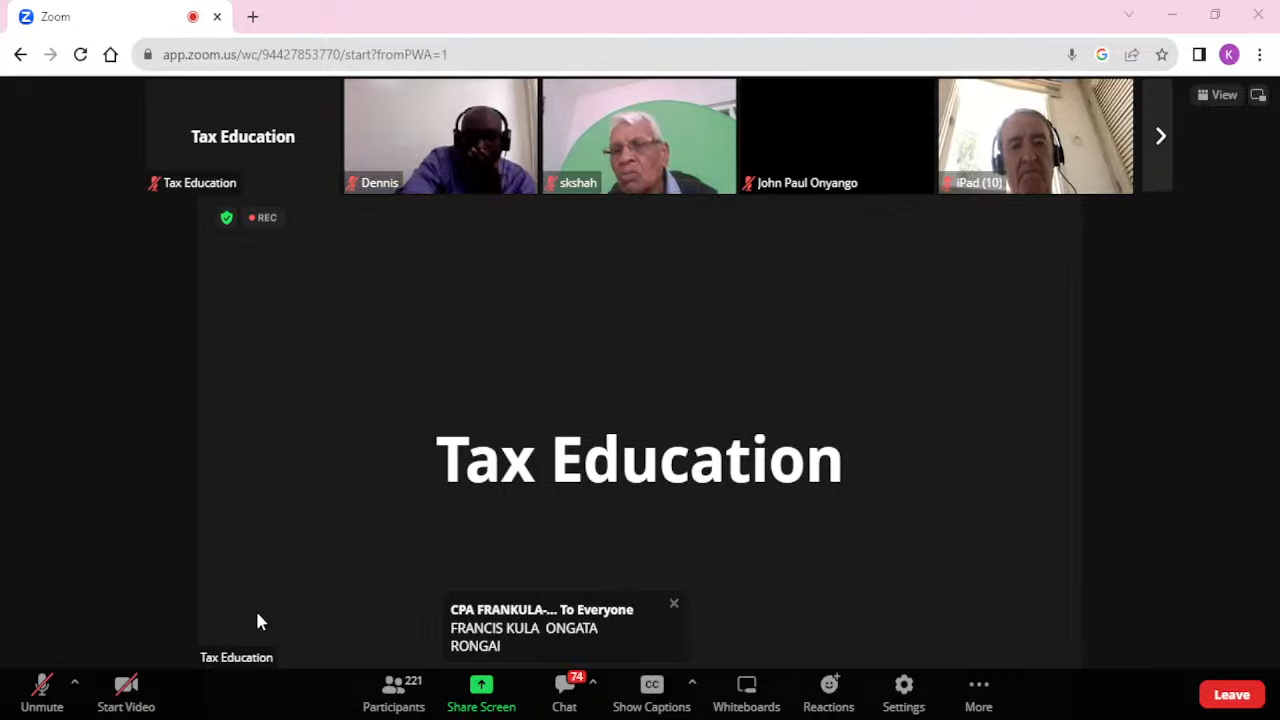 Zoom
app.zoom.us/wc/94427853770/start?fromPWA=1
K
Tax Education
Tax Education
Dennis
skshah
John Paul Onyango
iPad (10)
View
REC
Tax Education
CPA FRANKULA-... To Everyone
FRANCIS KULA ONGATA
RONGAI
Tax Education
221
74
CC
Unmute
Start Video
Participants
Share Screen
Chat
Show Captions
Whiteboards
Reactions
Settings
More
Leave